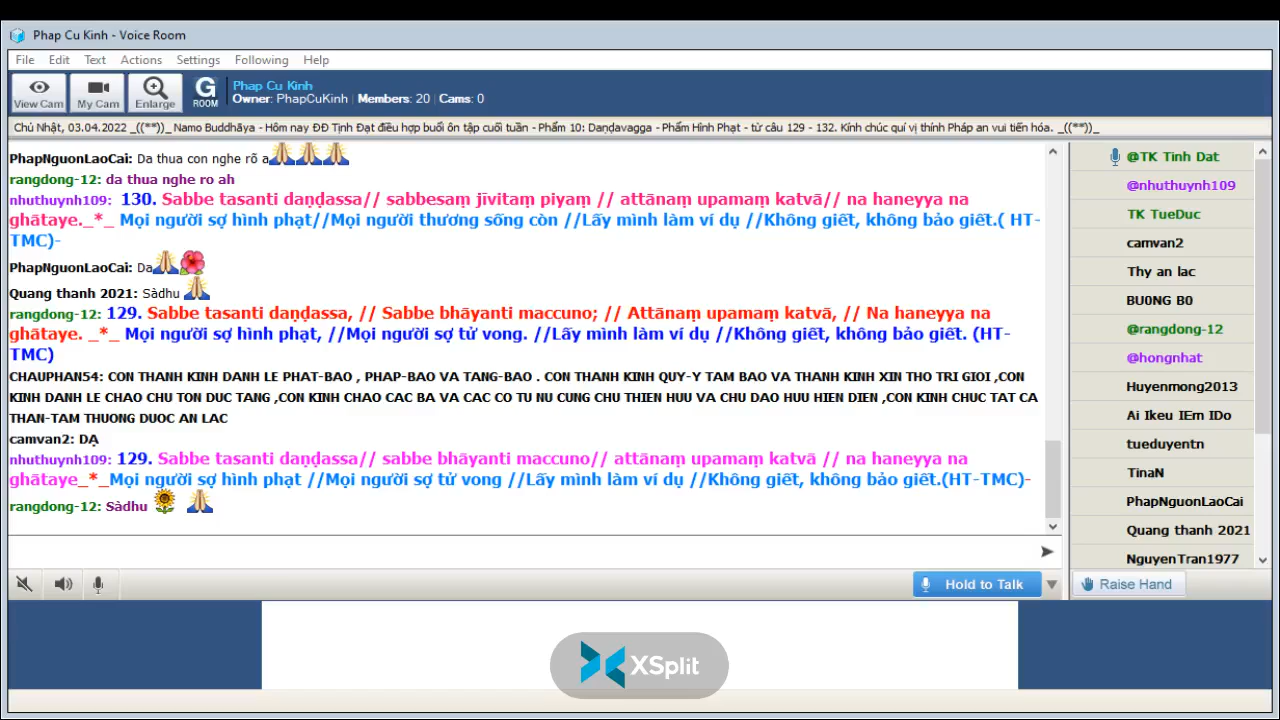 Phap Cu Kinh - Voice Room
File Edit Text Actions Settings Following Help
View Cam My Cam Enlarge G ROOM
Phap Cu Kinh
Owner: PhapCuKinh | Members: 20 | Cams: 0
Chủ Nhật, 03.04.2022 _((**))_ Namo Buddhāya - Hôm nay ĐĐ Tịnh Đạt điều hợp buổi ôn tập cuối tuần - Phẩm 10: Daṇḍavagga - Phẩm Hình Phạt - từ câu 129 - 132. Kính chúc quí vị thính Pháp an vui tiến hóa. _((**))_
PhapNguonLaoCai: Da thua con nghe rõ a🙏🙏🙏
rangdong-12: da thua nghe ro ah
nhuthuynh109: 130. Sabbe tasanti daṇḍassa// sabbesaṃ jīvitaṃ piyaṃ // attānaṃ upamaṃ katvā// na haneyya na
ghātaye._*_ Mọi người sợ hình phạt//Mọi người thương sống còn //Lấy mình làm ví dụ //Không giết, không bảo giết.( HT-
TMC)-
PhapNguonLaoCai: Da🙏🌺
Quang thanh 2021: Sàdhu 🙏
rangdong-12: 129. Sabbe tasanti daṇḍassa, // Sabbe bhāyanti maccuno; // Attānaṃ upamaṃ katvā, // Na haneyya na
ghātaye. _*_ Mọi người sợ hình phạt, //Mọi người sợ tử vong. //Lấy mình làm ví dụ //Không giết, không bảo giết. (HT-
TMC)
CHAUPHAN54: CON THANH KINH DANH LE PHAT-BAO , PHAP-BAO VA TANG-BAO . CON THANH KINH QUY-Y TAM BAO VA THANH KINH XIN THO TRI GIOI ,CON
KINH DANH LE CHAO CHU TON DUC TANG ,CON KINH CHAO CAC BA VA CAC CO TU NU CUNG CHU THIEN HUU VA CHU DAO HUU HIEN DIEN ,CON KINH CHUC TAT CA
THAN-TAM THUONG DUOC AN LAC
camvan2: DẠ
nhuthuynh109: 129. Sabbe tasanti daṇḍassa// sabbe bhāyanti maccuno// attānaṃ upamaṃ katvā // na haneyya na
ghātaye_*_Mọi người sợ hình phạt //Mọi người sợ tử vong //Lấy mình làm ví dụ //Không giết, không bảo giết.(HT-TMC)-
rangdong-12: Sàdhu 🌻 🙏
@TK Tinh Dat
@nhuthuynh109
TK TueDuc
camvan2
Thy an lac
BU0NG B0
@rangdong-12
@hongnhat
Huyenmong2013
Ai Ikeu IEm IDo
tueduyentn
TinaN
PhapNguonLaoCai
Quang thanh 2021
NguyenTran1977
Hold to Talk
Raise Hand
XSplit